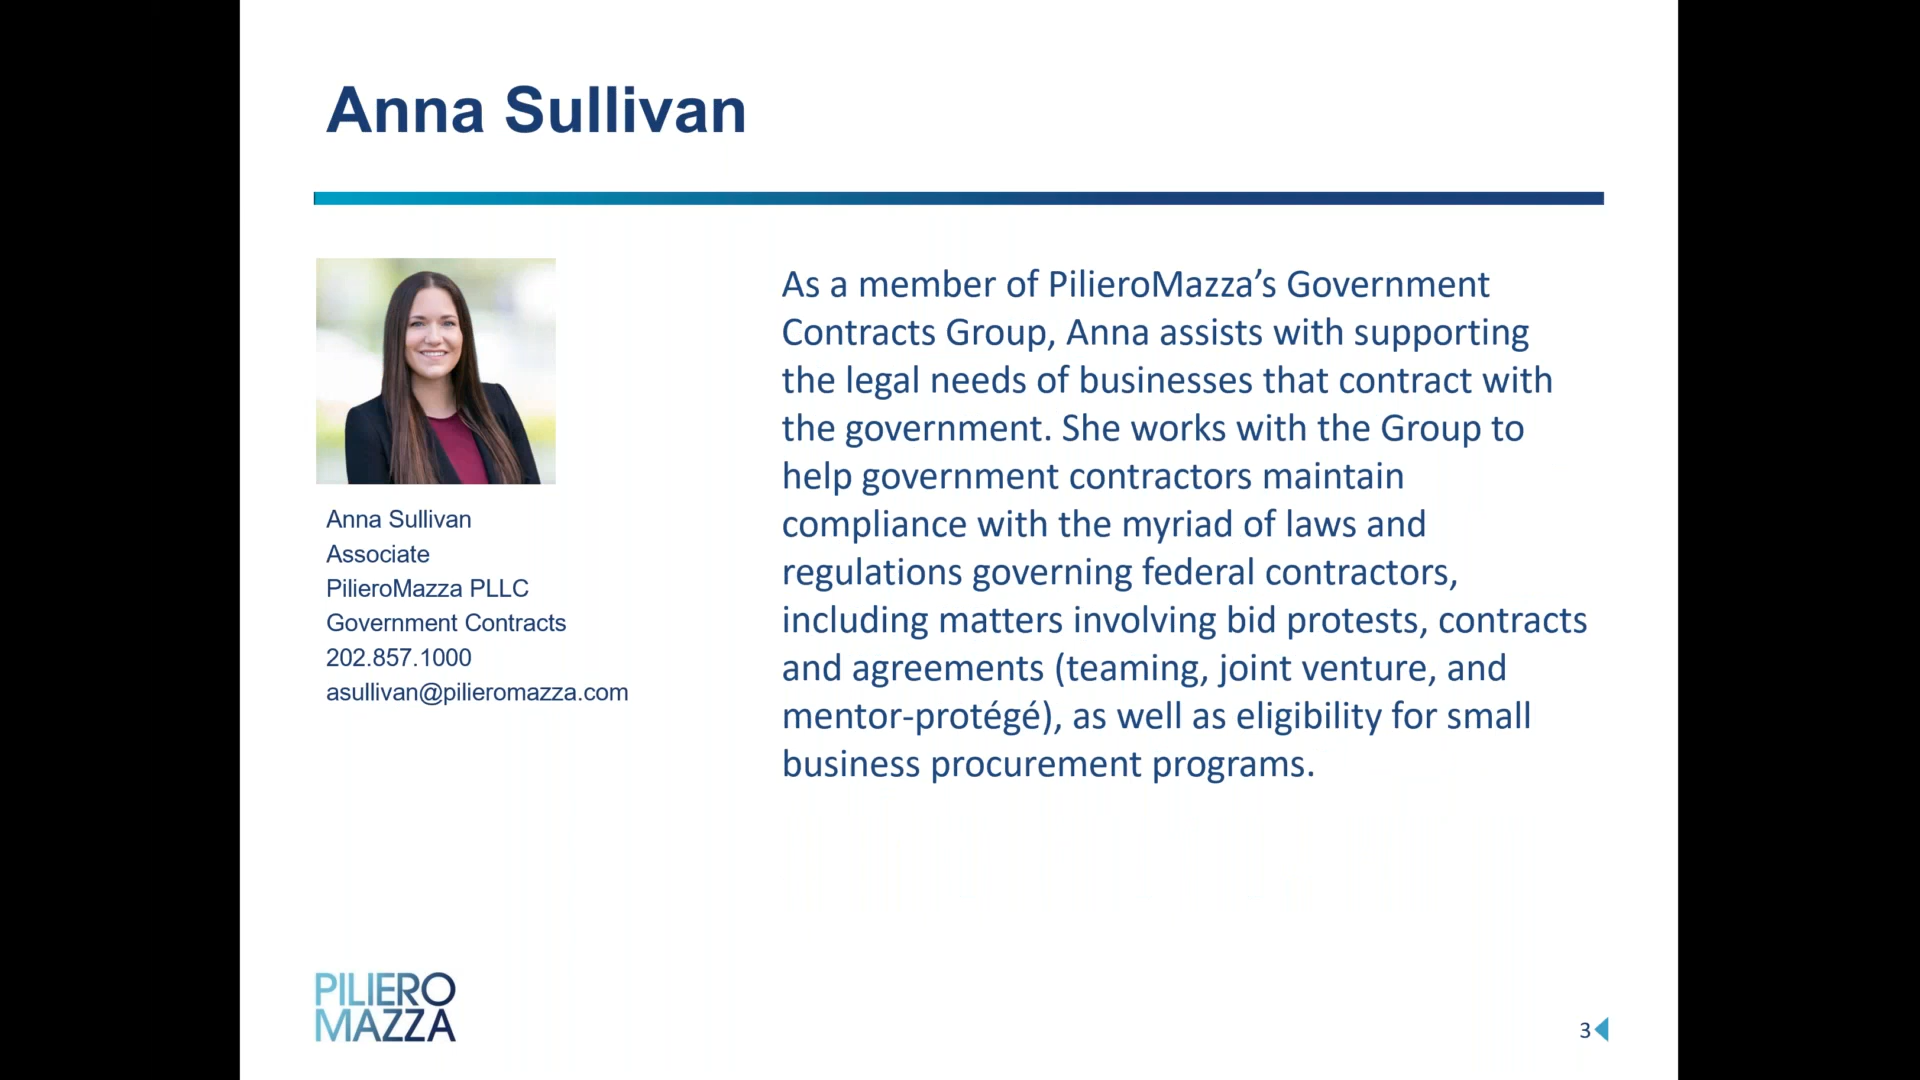 Anna Sullivan
Anna Sullivan
Associate
PilieroMazza PLLC
Government Contracts
202.857.1000
asullivan@pilieromazza.com
As a member of PilieroMazza’s Government
Contracts Group, Anna assists with supporting
the legal needs of businesses that contract with
the government. She works with the Group to
help government contractors maintain
compliance with the myriad of laws and
regulations governing federal contractors,
including matters involving bid protests, contracts
and agreements (teaming, joint venture, and
mentor-protégé), as well as eligibility for small
business procurement programs.
PILIERO
MAZZA
3